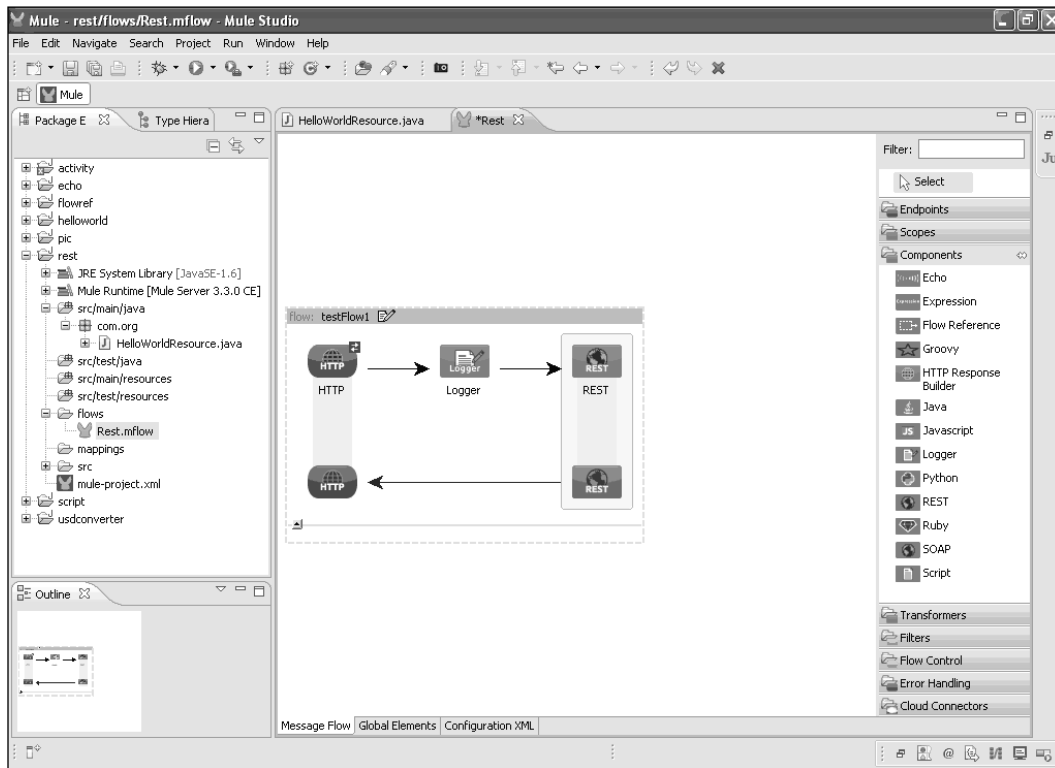 Mule - rest/flows/Rest.mflow - Mule Studio
File Edit Navigate Search Project Run Window Help
Mule
Package E
Type Hiera
activity
echo
flowref
helloworld
pic
rest
JRE System Library [JavaSE-1.6]
Mule Runtime [Mule Server 3.3.0 CE]
src/main/java
com.org
HelloWorldResource.java
src/test/java
src/main/resources
src/test/resources
flows
Rest.mflow
mappings
src
mule-project.xml
script
usdconverter
Outline
HelloWorldResource.java
*Rest
flow: testFlow1
HTTP
Logger
REST
HTTP
Logger
REST
HTTP
REST
Message Flow
Global Elements
Configuration XML
Filter:
Select
Endpoints
Scopes
Components
Echo
Expression
Flow Reference
Groovy
HTTP Response
Builder
Java
JS Javascript
Logger
Python
REST
Ruby
SOAP
Script
Transformers
Filters
Flow Control
Error Handling
Cloud Connectors
Ju